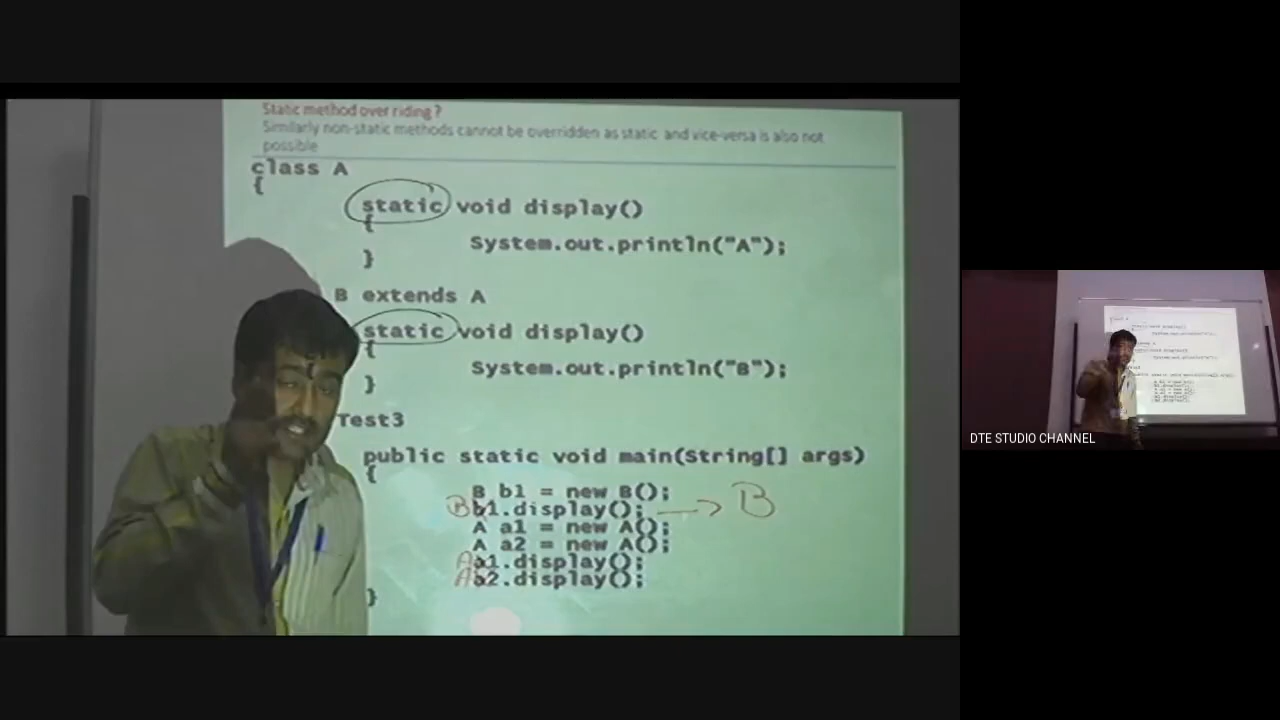 Static method over riding ?
Similarly non-static methods cannot be overridden as static and vice-versa is also not
possible
class A
{
static void display()
{
System.out.println("A");
}
B extends A
static void display()
{
System.out.println("B");
}
Test3
public static void main(String[] args)
{
B b1 = new B();
B b1.display(); → B
A a1 = new A();
A a2 = new A();
A a1.display();
A a2.display();
}
DTE STUDIO CHANNEL